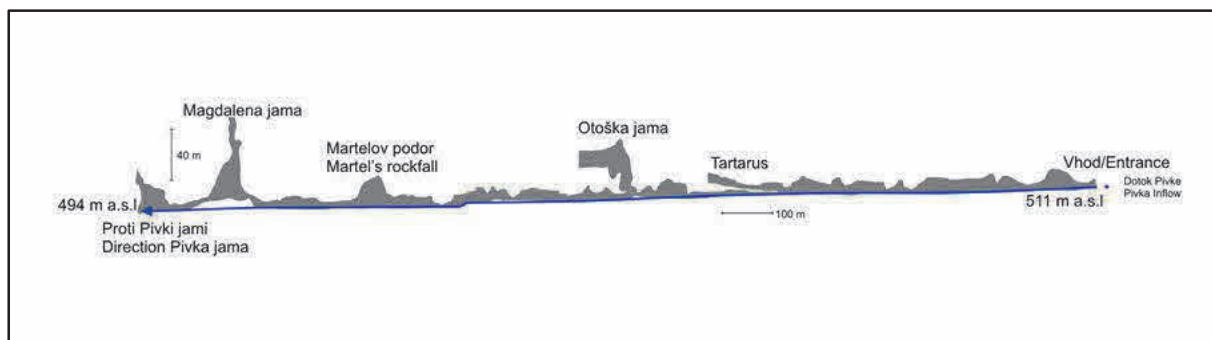 Magdalena jama
40 m
Martelov podor
Martel's rockfall
Otoška jama
Tartarus
Vhod/Entrance
Dotok Pivke
Pivka Inflow
494 m a.s.l
511 m a.s.l
100 m
Proti Pivki jami
Direction Pivka jama